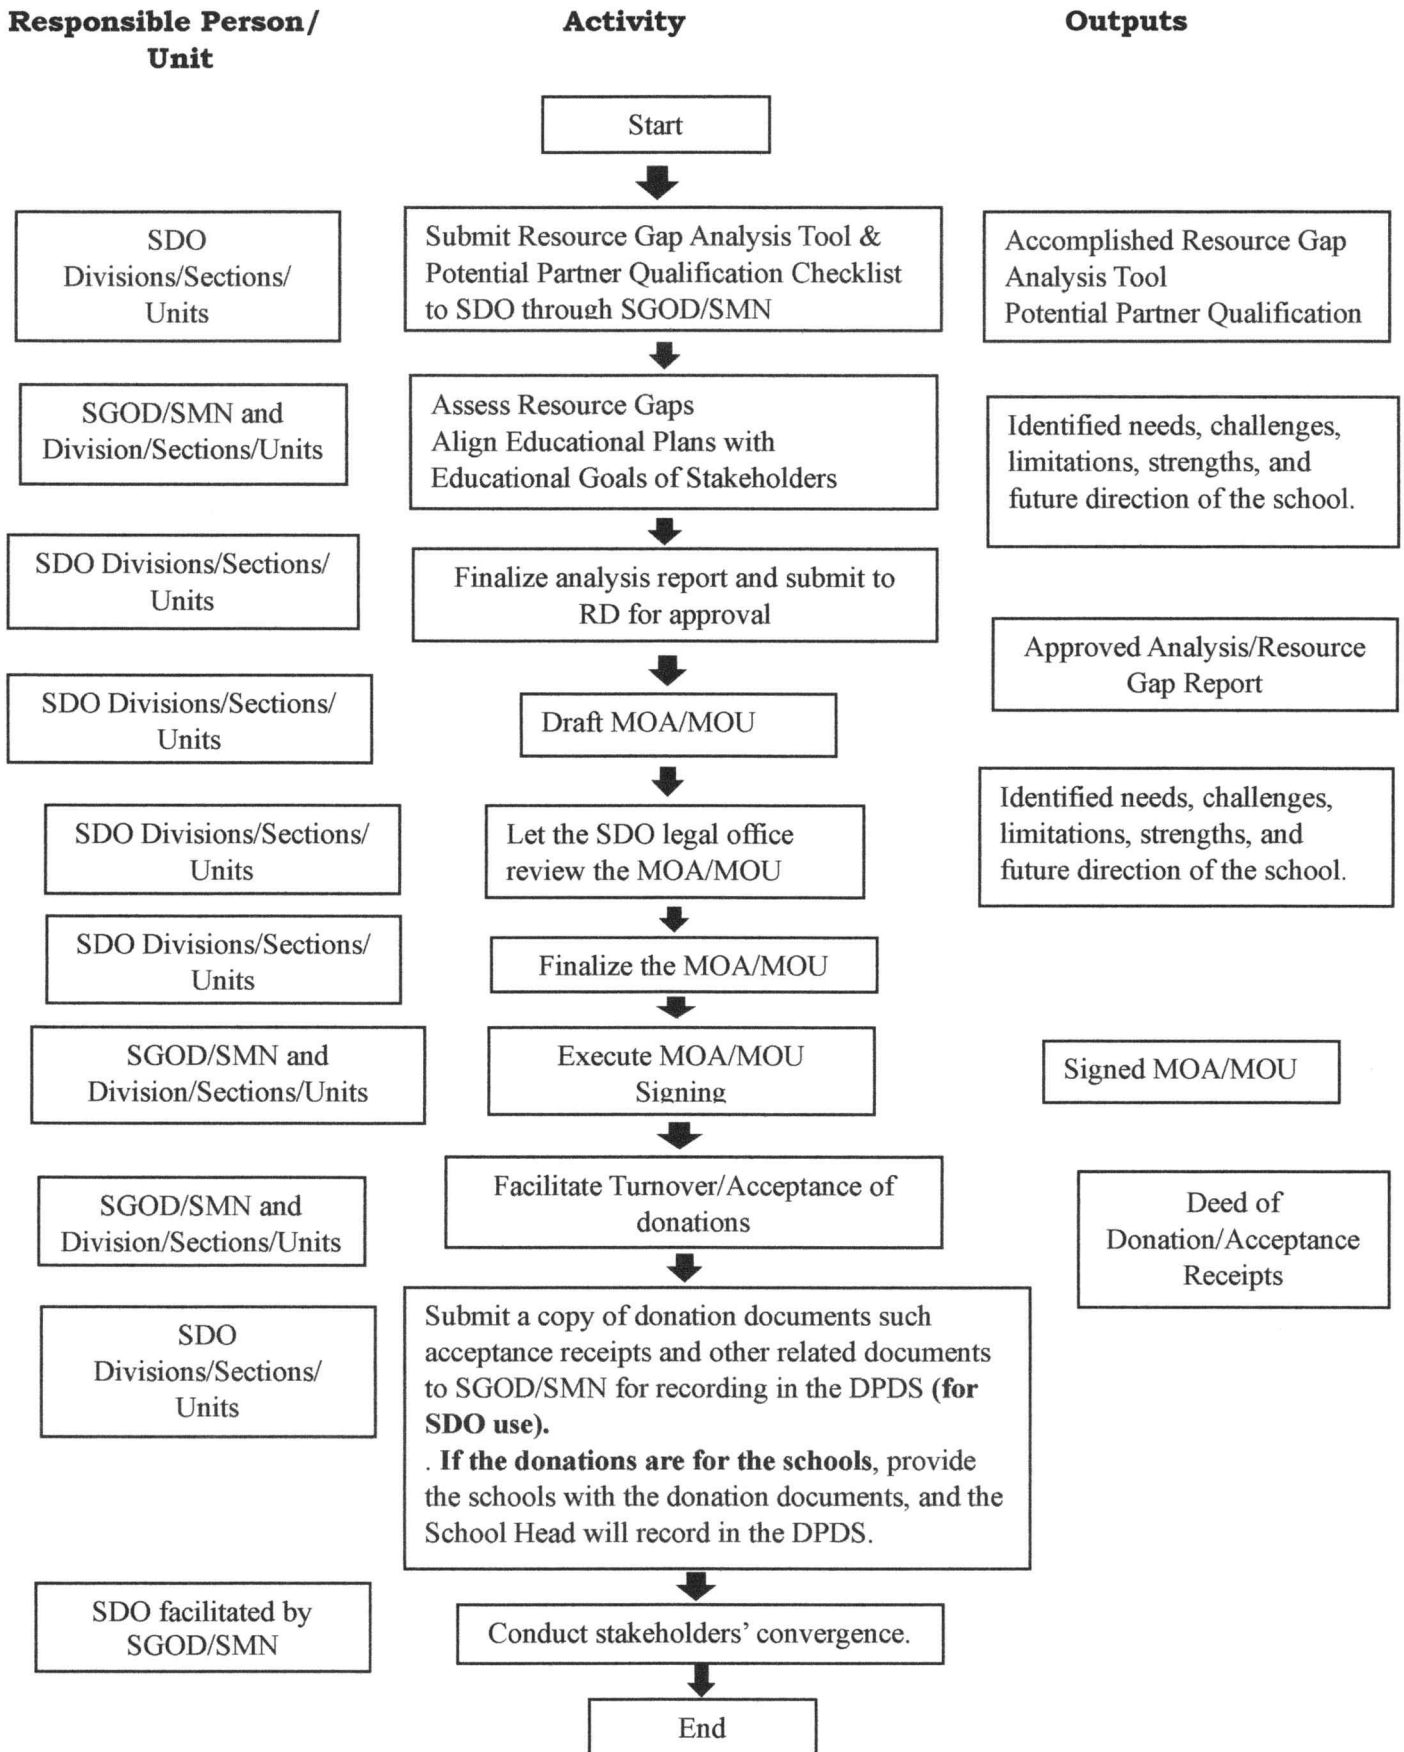 Responsible Person/
Unit
Activity
Outputs
Start
SDO
Divisions/Sections/
Units
Submit Resource Gap Analysis Tool &
Potential Partner Qualification Checklist
to SDO through SGOD/SMN
Accomplished Resource Gap
Analysis Tool
Potential Partner Qualification
SGOD/SMN and
Division/Sections/Units
Assess Resource Gaps
Align Educational Plans with
Educational Goals of Stakeholders
Identified needs, challenges,
limitations, strengths, and
future direction of the school.
SDO Divisions/Sections/
Units
Finalize analysis report and submit to
RD for approval
Approved Analysis/Resource
Gap Report
SDO Divisions/Sections/
Units
Draft MOA/MOU
Identified needs, challenges,
limitations, strengths, and
future direction of the school.
SDO Divisions/Sections/
Units
Let the SDO legal office
review the MOA/MOU
SDO Divisions/Sections/
Units
Finalize the MOA/MOU
SGOD/SMN and
Division/Sections/Units
Execute MOA/MOU
Signing
Signed MOA/MOU
SGOD/SMN and
Division/Sections/Units
Facilitate Turnover/Acceptance of
donations
Deed of
Donation/Acceptance
Receipts
SDO
Divisions/Sections/
Units
Submit a copy of donation documents such
acceptance receipts and other related documents
to SGOD/SMN for recording in the DPDS (for
SDO use).
. If the donations are for the schools, provide
the schools with the donation documents, and the
School Head will record in the DPDS.
SDO facilitated by
SGOD/SMN
Conduct stakeholders’ convergence.
End